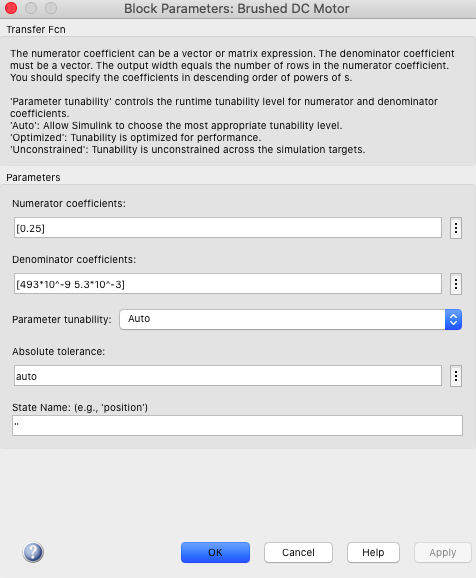 Block Parameters: Brushed DC Motor
Transfer Fcn
The numerator coefficient can be a vector or matrix expression. The denominator coefficient
must be a vector. The output width equals the number of rows in the numerator coefficient.
You should specify the coefficients in descending order of powers of s.
'Parameter tunability' controls the runtime tunability level for numerator and denominator
coefficients.
'Auto': Allow Simulink to choose the most appropriate tunability level.
'Optimized': Tunability is optimized for performance.
'Unconstrained': Tunability is unconstrained across the simulation targets.
Parameters
Numerator coefficients:
[0.25]
Denominator coefficients:
[493*10^-9 5.3*10^-3]
Parameter tunability: Auto
Absolute tolerance:
auto
State Name: (e.g., 'position')
''
? OK Cancel Help Apply